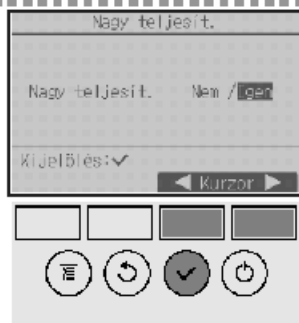 Nagy teljesít.
Nagy teljesít. Nem / Igen
Kijelölés:✓
◀ Kurzor ▶